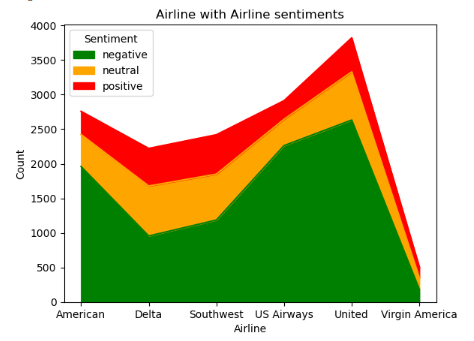 Airline with Airline sentiments
Sentiment
negative
neutral
positive
Count
4000
3500
3000
2500
2000
1500
1000
500
0
American Delta Southwest US Airways United Virgin America
Airline